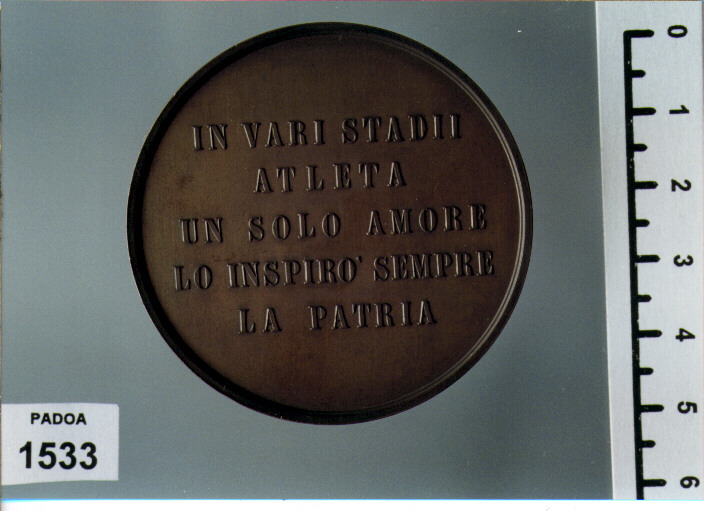 IN VARI STADII
ATLETA
UN SOLO AMORE
LO INSPIRO' SEMPRE
LA PATRIA
PADOA
1533
0
1
2
3
4
5
6